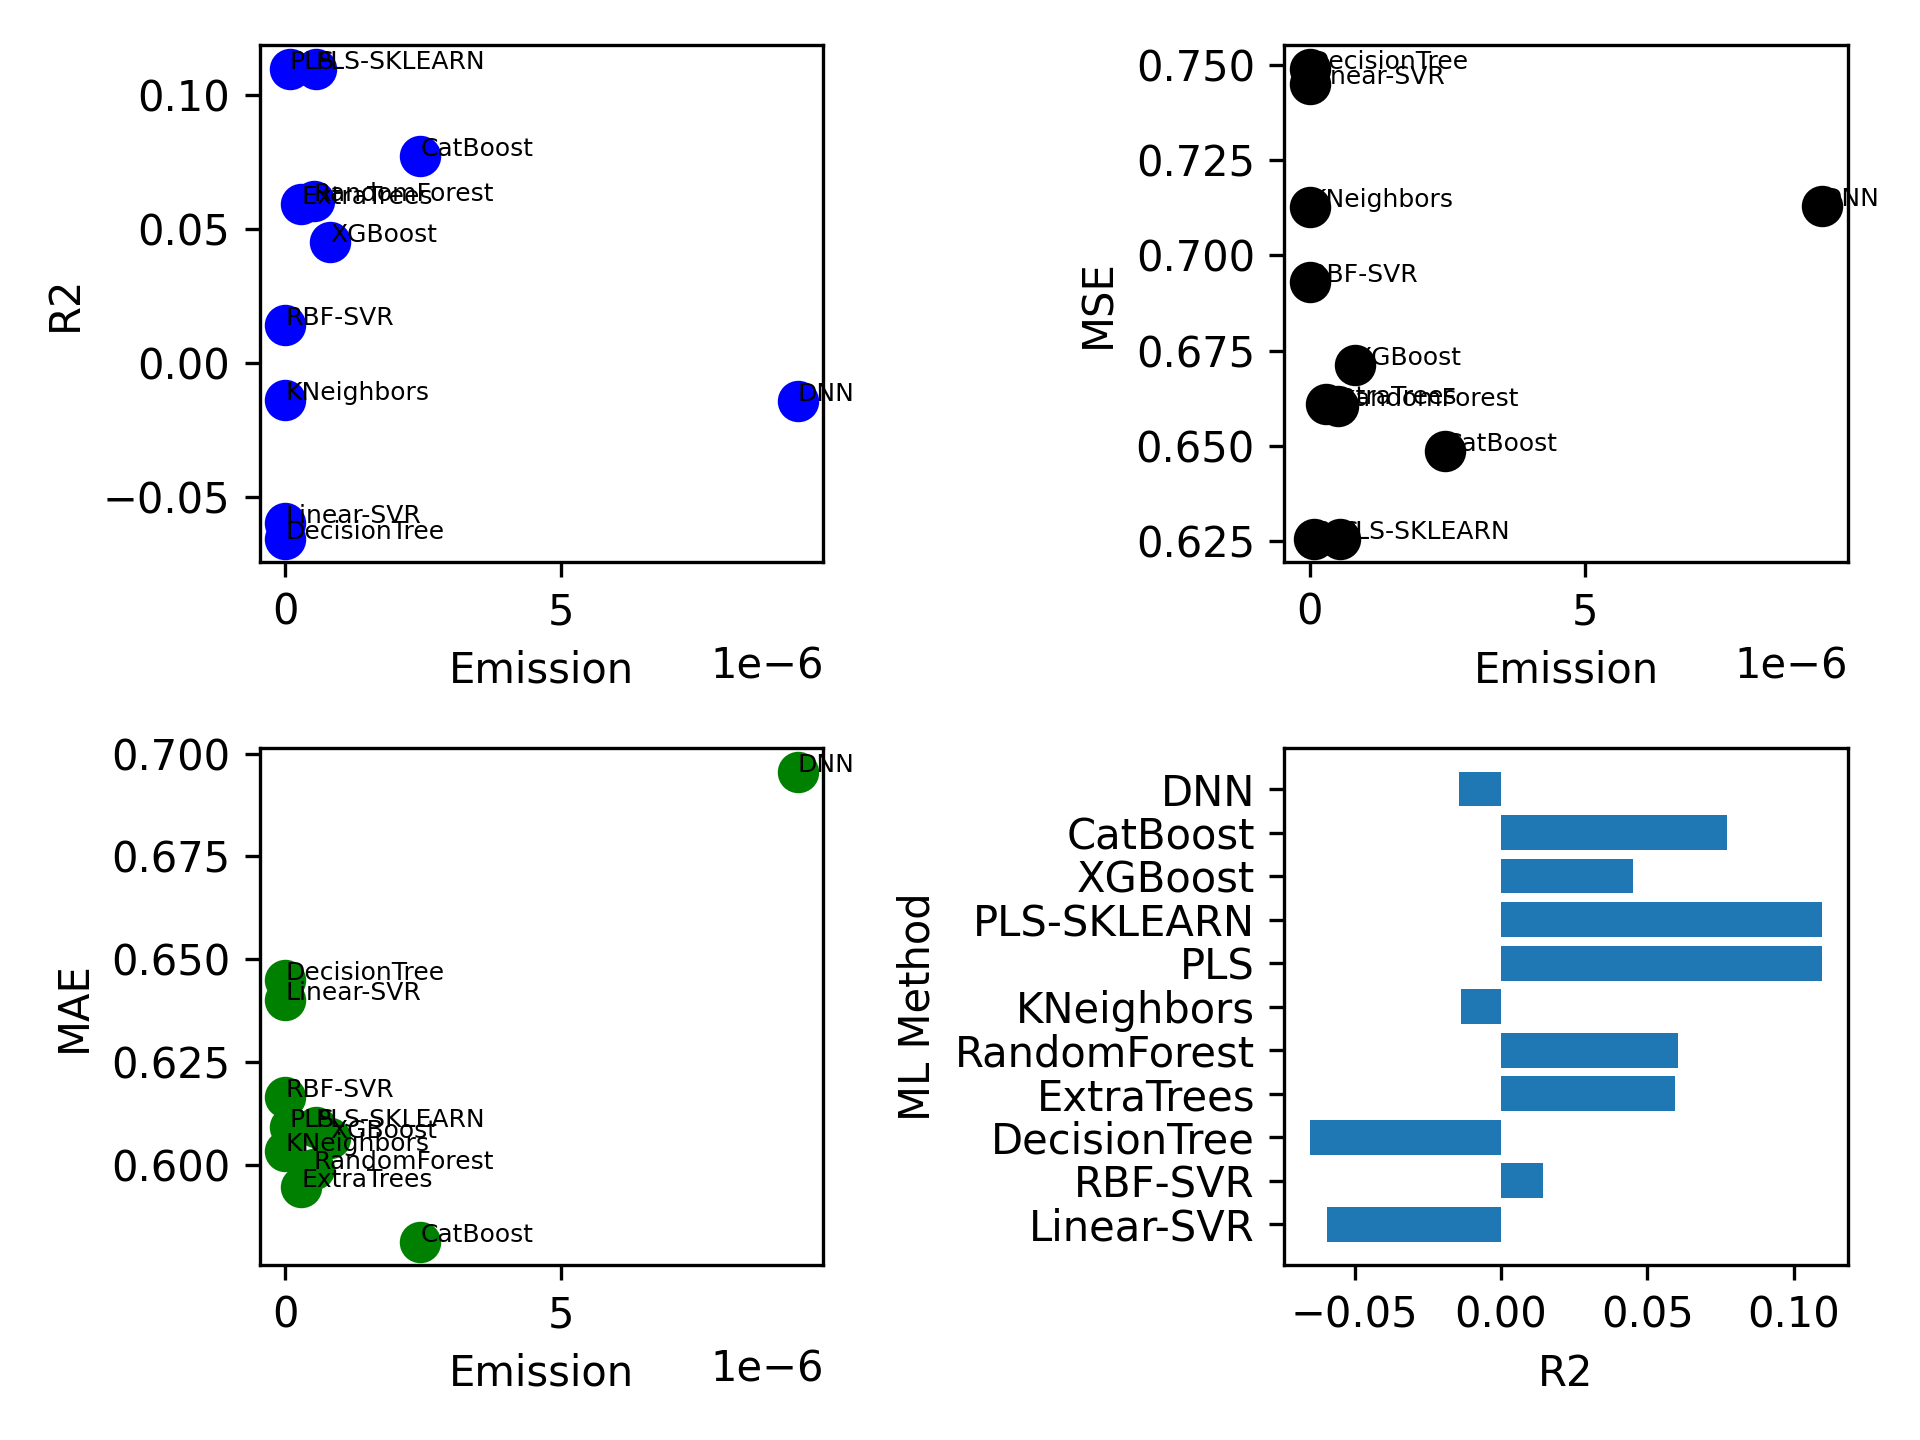 PLS
PLS-SKLEARN
CatBoost
RandomForest
ExtraTrees
XGBoost
RBF-SVR
KNeighbors
DNN
Linear-SVR
DecisionTree
0.10
0.05
0.00
−0.05
R2
0
5
Emission
1e−6
DecisionTree
Linear-SVR
KNeighbors
DNN
RBF-SVR
XGBoost
ExtraTrees
RandomForest
CatBoost
PLS-SKLEARN
0.750
0.725
0.700
0.675
0.650
0.625
MSE
0
5
Emission
1e−6
DNN
DecisionTree
Linear-SVR
RBF-SVR
PLS
PLS-SKLEARN
XGBoost
KNeighbors
RandomForest
ExtraTrees
CatBoost
0.700
0.675
0.650
0.625
0.600
MAE
0
5
Emission
1e−6
DNN
CatBoost
XGBoost
PLS-SKLEARN
PLS
KNeighbors
RandomForest
ExtraTrees
DecisionTree
RBF-SVR
Linear-SVR
ML Method
−0.05
0.00
0.05
0.10
R2